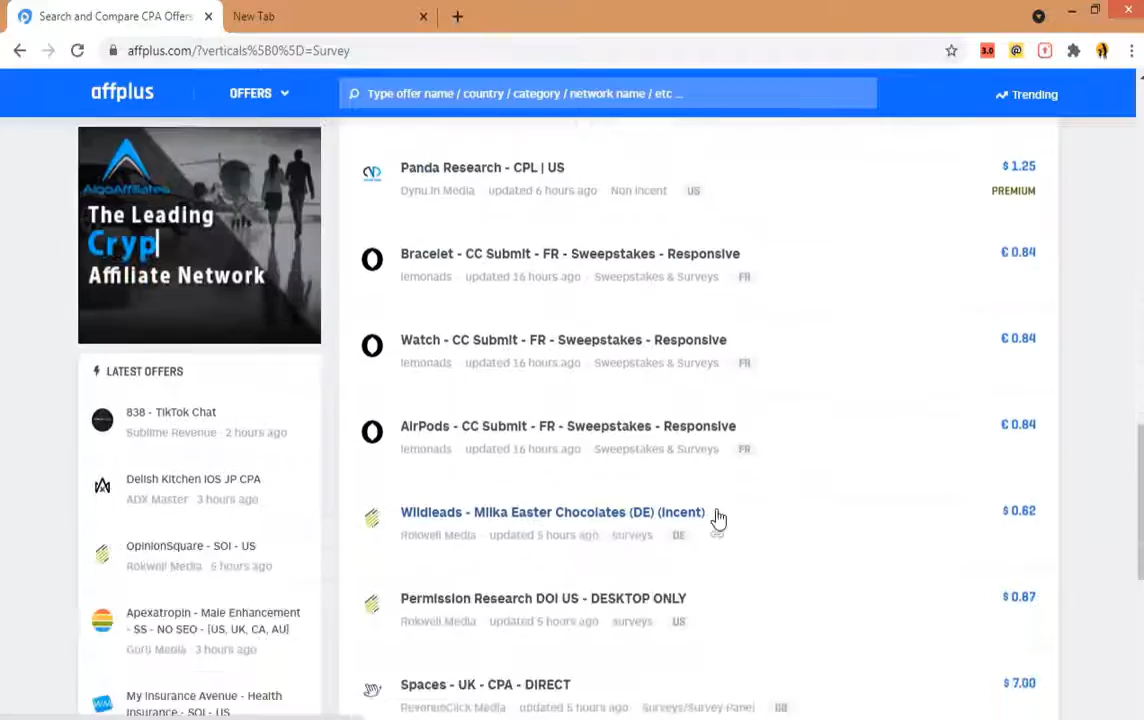 Search and Compare CPA Offers
New Tab
affplus.com/?verticals%5B0%5D=Survey
3.0
affplus
OFFERS
Type offer name / country / category / network name / etc ...
Trending
AlgoAffiliates
The Leading
Cryp
Affiliate Network
LATEST OFFERS
838 - TikTok Chat
Sublime Revenue - 2 hours ago
Delish Kitchen IOS JP CPA
ADX Master - 3 hours ago
OpinionSquare - SOI - US
Rokwell Media - 5 hours ago
Apexatropin - Male Enhancement
- SS - NO SEO - [US, UK, CA, AU]
Guru Media - 3 hours ago
My Insurance Avenue - Health
Insurance - SOI - US
Panda Research - CPL | US
$ 1.25
Dynu.In Media updated 6 hours ago Non Incent US
PREMIUM
Bracelet - CC Submit - FR - Sweepstakes - Responsive
€ 0.84
lemonads updated 16 hours ago Sweepstakes & Surveys FR
Watch - CC Submit - FR - Sweepstakes - Responsive
€ 0.84
lemonads updated 16 hours ago Sweepstakes & Surveys FR
AirPods - CC Submit - FR - Sweepstakes - Responsive
€ 0.84
lemonads updated 16 hours ago Sweepstakes & Surveys FR
Wildleads - Milka Easter Chocolates (DE) (Incent)
$ 0.62
Rokwell Media updated 5 hours ago surveys DE
Permission Research DOI US - DESKTOP ONLY
$ 0.87
Rokwell Media updated 5 hours ago surveys US
Spaces - UK - CPA - DIRECT
$ 7.00
RevenueClick Media updated 5 hours ago Surveys/Survey Panel GB